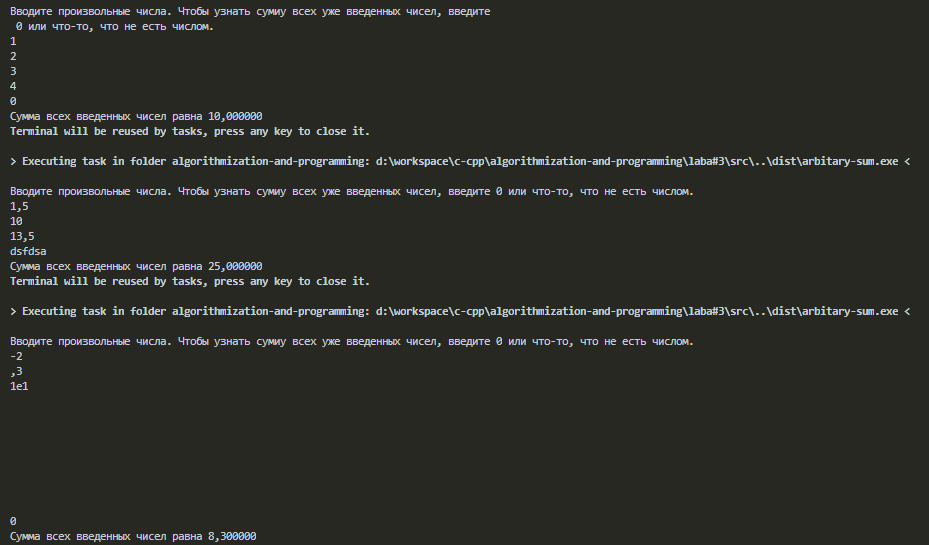 Вводите произвольные числа. Чтобы узнать сумму всех уже введенных чисел, введите
0 или что-то, что не есть числом.
1
2
3
4
0
Сумма всех введенных чисел равна 10,000000
Terminal will be reused by tasks, press any key to close it.
> Executing task in folder algorithmization-and-programming: d:\workspace\c-cpp\algorithmization-and-programming\laba#3\src\..\dist\arbitary-sum.exe <
Вводите произвольные числа. Чтобы узнать сумму всех уже введенных чисел, введите 0 или что-то, что не есть числом.
1,5
10
13,5
dsfdsa
Сумма всех введенных чисел равна 25,000000
Terminal will be reused by tasks, press any key to close it.
> Executing task in folder algorithmization-and-programming: d:\workspace\c-cpp\algorithmization-and-programming\laba#3\src\..\dist\arbitary-sum.exe <
Вводите произвольные числа. Чтобы узнать сумму всех уже введенных чисел, введите 0 или что-то, что не есть числом.
-2
,3
1e1
0
Сумма всех введенных чисел равна 8,300000